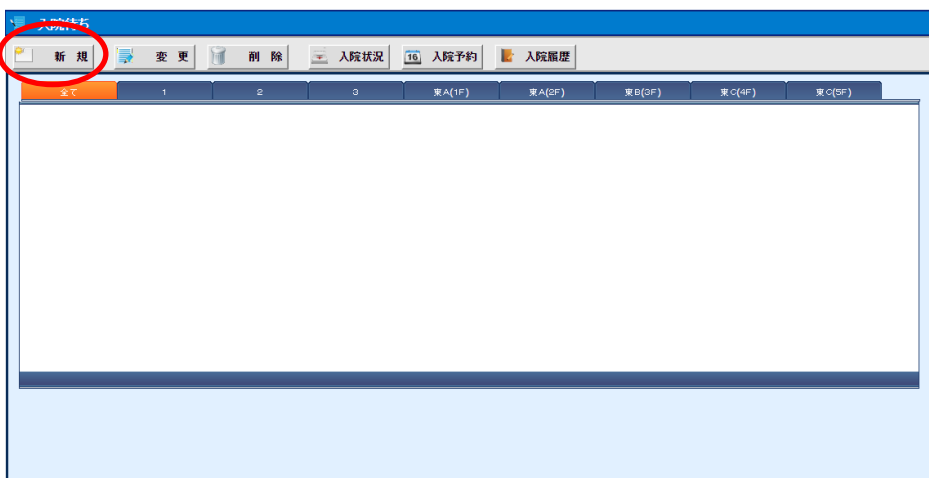 入院待ち
新 規 変 更 削 除 入院状況 16 入院予約 入院履歴
全て 1 2 3 東A(1F) 東A(2F) 東B(3F) 東C(4F) 東C(5F)